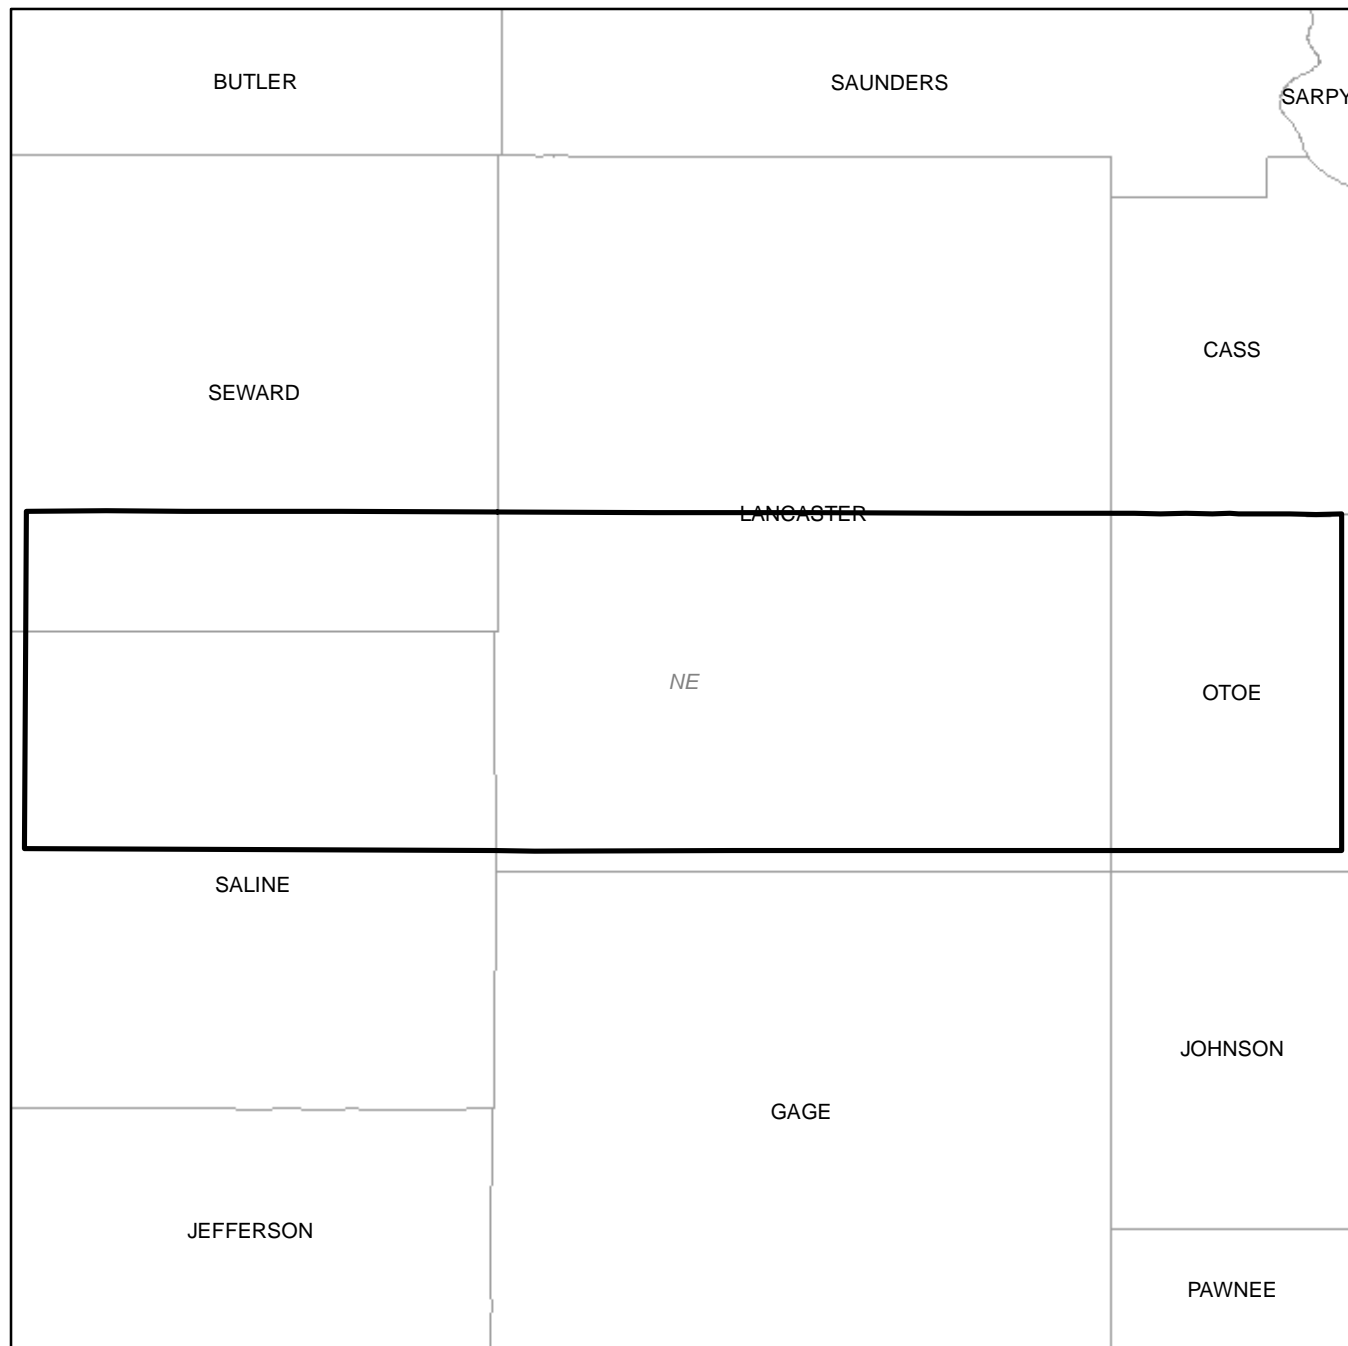 BUTLER
SAUNDERS
SARPY
CASS
SEWARD
LANCASTER
NE
OTOE
SALINE
JOHNSON
GAGE
JEFFERSON
PAWNEE